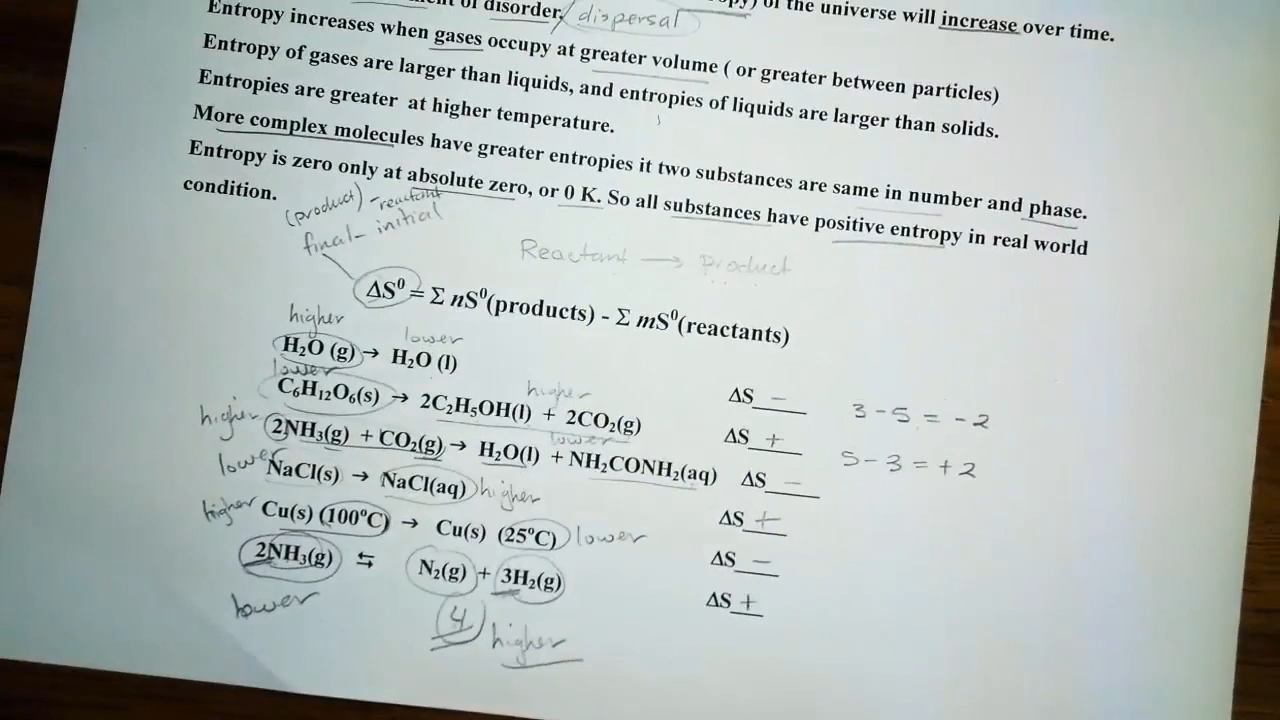 of disorder, / dispersal
of the universe will increase over time.
Entropy increases when gases occupy at greater volume ( or greater between particles)
Entropy of gases are larger than liquids, and entropies of liquids are larger than solids.
Entropies are greater at higher temperature.
More complex molecules have greater entropies it two substances are same in number and phase.
Entropy is zero only at absolute zero, or 0 K. So all substances have positive entropy in real world
condition.
(product) - reactant
final - initial
Reactant → Product
ΔS⁰ = Σ nS⁰(products) - Σ mS⁰(reactants)
higher lower
H₂O (g) → H₂O (l) ΔS −
lower higher
C₆H₁₂O₆(s) → 2C₂H₅OH(l) + 2CO₂(g) ΔS +
higher lower
2NH₃(g) + CO₂(g) → H₂O(l) + NH₂CONH₂(aq) ΔS −
lower NaCl(s) → NaCl(aq) higher ΔS +
higher Cu(s) (100°C) → Cu(s) (25°C) lower ΔS −
2NH₃(g) ⇆ N₂(g) + 3H₂(g) ΔS +
lower 4 higher
3 - 5 = - 2
5 - 3 = + 2